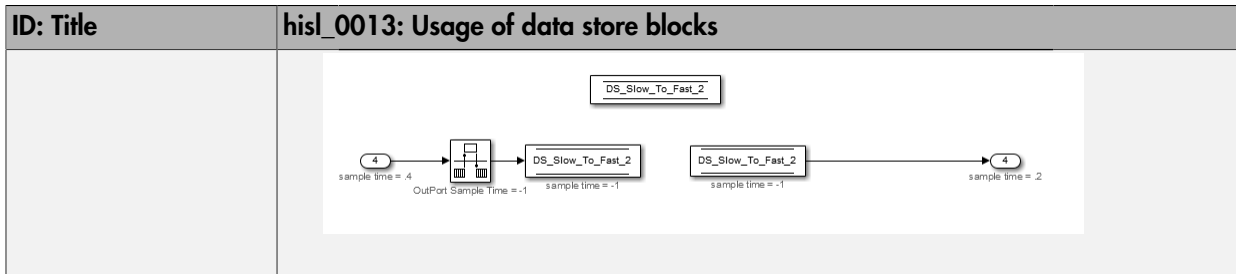 ID: Title
hisl_0013: Usage of data store blocks
DS_Slow_To_Fast_2
4
DS_Slow_To_Fast_2
DS_Slow_To_Fast_2
4
sample time = .4
OutPort Sample Time = -1
sample time = -1
sample time = -1
sample time = .2